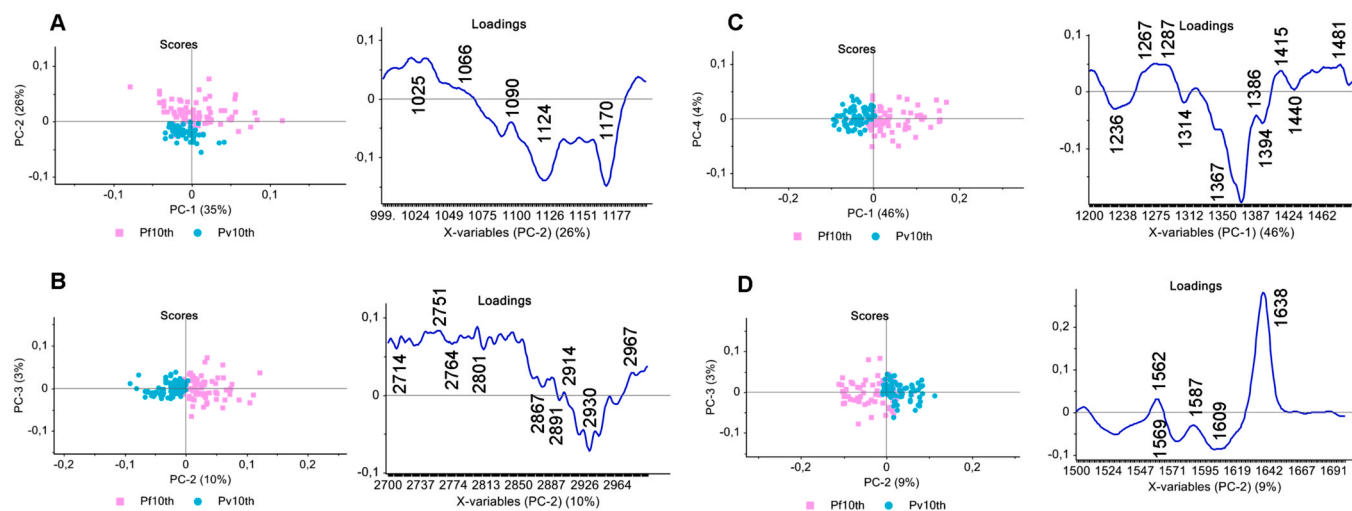 A
Scores
0,1
0
-0,1
PC-2 (26%)
-0,1
0
0,1
PC-1 (35%)
Pf10th
Pv10th
Loadings
0,1
0
-0,1
1025
1066
1090
1124
1170
999. 1024 1049 1075 1100 1126 1151 1177
X-variables (PC-2) (26%)
C
Scores
0,1
0
-0,1
PC-4 (4%)
-0,2
0
0,2
PC-1 (46%)
Pf10th
Pv10th
Loadings
0,1
0
-0,1
1236
1267
1287
1314
1367
1386
1394
1415
1440
1481
1200 1238 1275 1312 1350 1387 1424 1462
X-variables (PC-1) (46%)
B
Scores
0,1
0
-0,1
PC-3 (3%)
-0,2
-0,1
0
0,1
0,2
PC-2 (10%)
Pf10th
Pv10th
Loadings
0,1
0
-0,1
2714
2751
2764
2801
2867
2891
2914
2930
2967
2700 2737 2774 2813 2850 2887 2926 2964
X-variables (PC-2) (10%)
D
Scores
0,1
0
-0,1
PC-3 (3%)
-0,2
0
0,2
PC-2 (9%)
Pf10th
Pv10th
Loadings
0,2
0,1
0
-0,1
1562
1569
1587
1609
1638
1500 1524 1547 1571 1595 1619 1642 1667 1691
X-variables (PC-2) (9%)